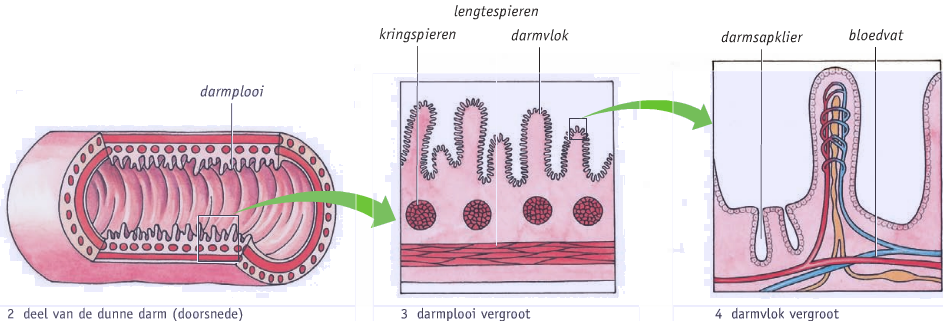 lengtespieren
kringspieren
darmvlok
darmsapklier
bloedvat
darmplooi
2 deel van de dunne darm (doorsnede)
3 darmplooi vergroot
4 darmvlok vergroot